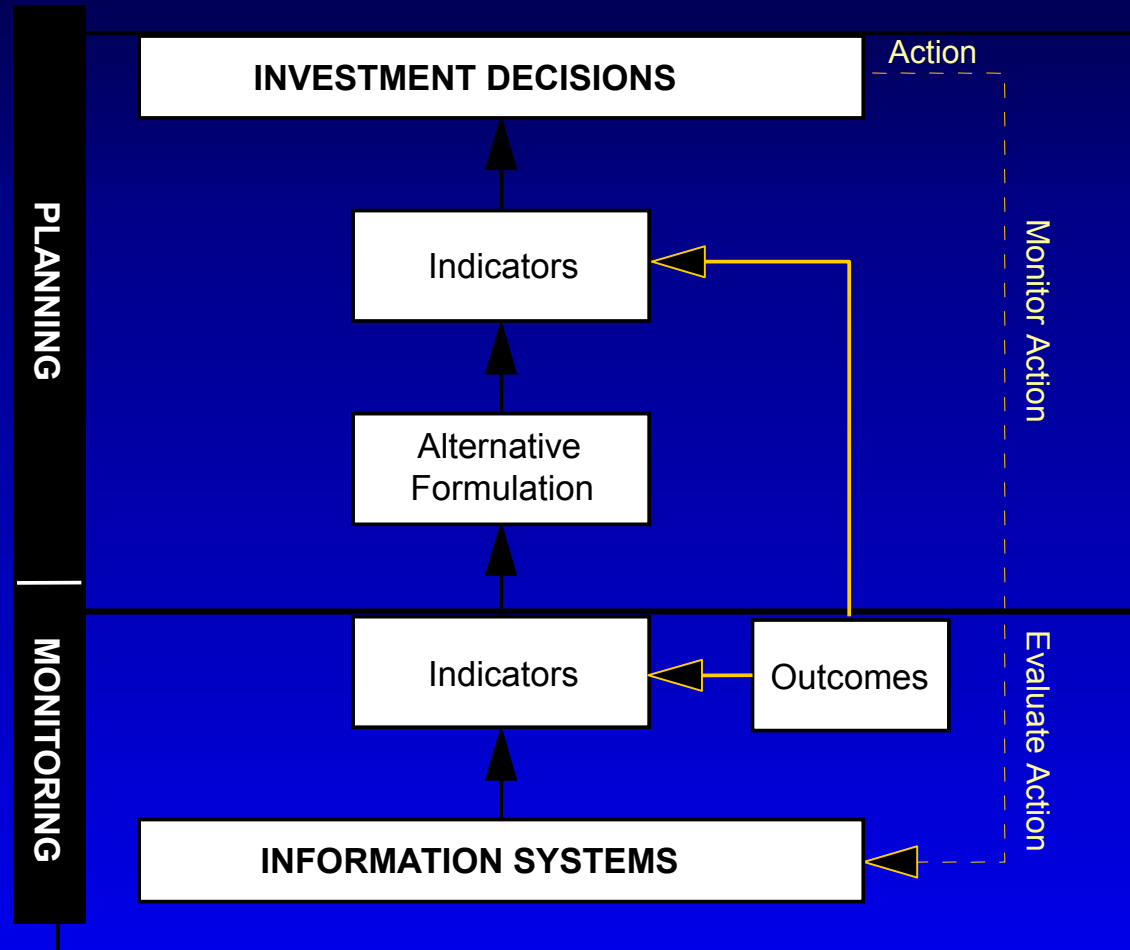 INVESTMENT DECISIONS
Action
PLANNING
Indicators
Monitor Action
Alternative
Formulation
MONITORING
Indicators
Outcomes
Evaluate Action
INFORMATION SYSTEMS